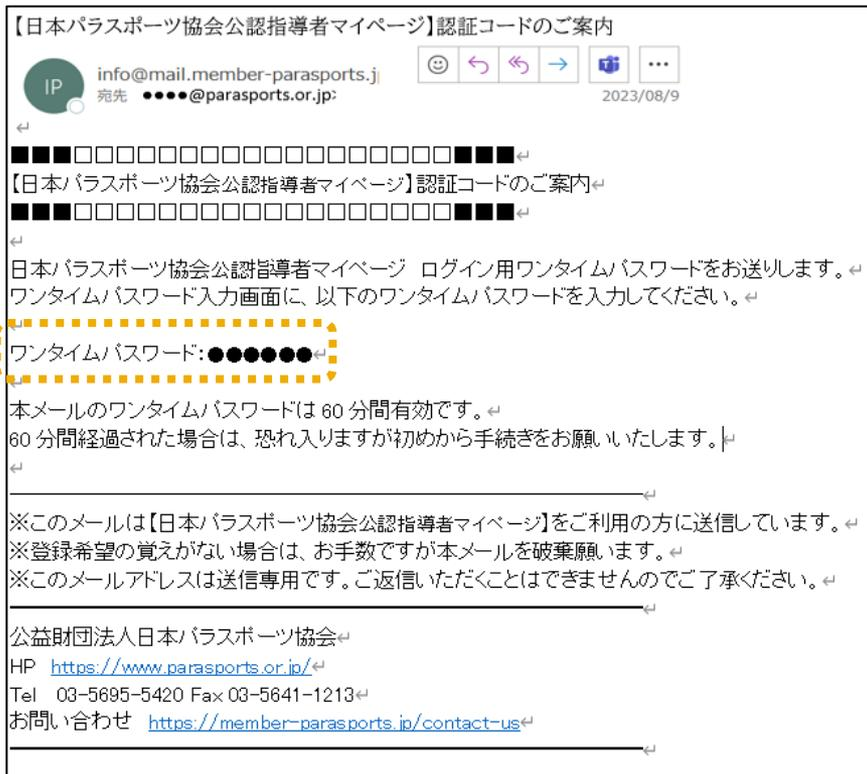 【日本パラスポーツ協会公認指導者マイページ】認証コードのご案内
IP
info@mail.member-parasports.j
宛先 ●●●●@parasports.or.jp>
2023/08/9
■■■□□□□□□□□□□□□□□□□□□■■■
【日本パラスポーツ協会公認指導者マイページ】認証コードのご案内
■■■□□□□□□□□□□□□□□□□□□■■■
日本パラスポーツ協会公認指導者マイページ ログイン用ワンタイムパスワードをお送りします。
ワンタイムパスワード入力画面に、以下のワンタイムパスワードを入力してください。
ワンタイムパスワード:●●●●●●
本メールのワンタイムパスワードは 60 分間有効です。
60 分間経過された場合は、恐れ入りますが初めから手続きをお願いいたします。
※このメールは【日本パラスポーツ協会公認指導者マイページ】をご利用の方に送信しています。
※登録希望の覚えがない場合は、お手数ですが本メールを破棄願います。
※このメールアドレスは送信専用です。ご返信いただくことはできませんのでご了承ください。
公益財団法人日本パラスポーツ協会
HP https://www.parasports.or.jp/
Tel 03-5695-5420 Fax 03-5641-1213
お問い合わせ https://member-parasports.jp/contact-us